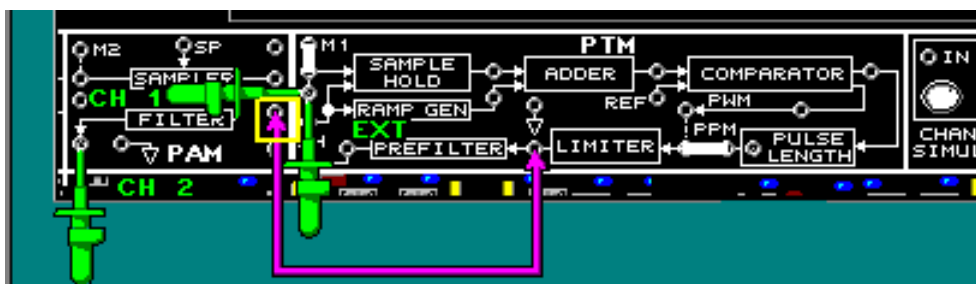 M2 SP M1 PTM IN
SAMPLER SAMPLE HOLD ADDER COMPARATOR
CH 1 RAMP GEN REF PWM
FILTER EXT PPM CHAN
PAM PREFILTER LIMITER PULSE LENGTH SIMUL
CH 2